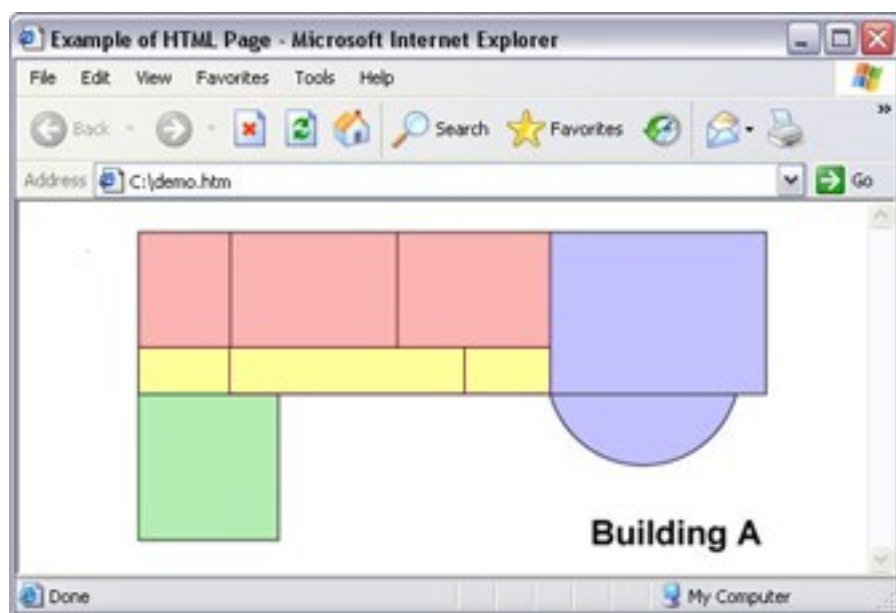 Example of HTML Page - Microsoft Internet Explorer
File Edit View Favorites Tools Help
Back Search Favorites »
Address C:\demo.htm Go
Building A
Done My Computer